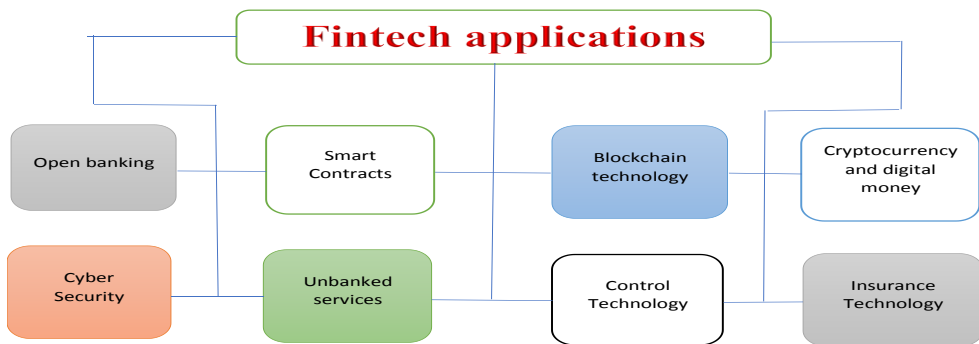 Fintech applications
Open banking
Smart
Contracts
Blockchain
technology
Cryptocurrency
and digital
money
Cyber
Security
Unbanked
services
Control
Technology
Insurance
Technology